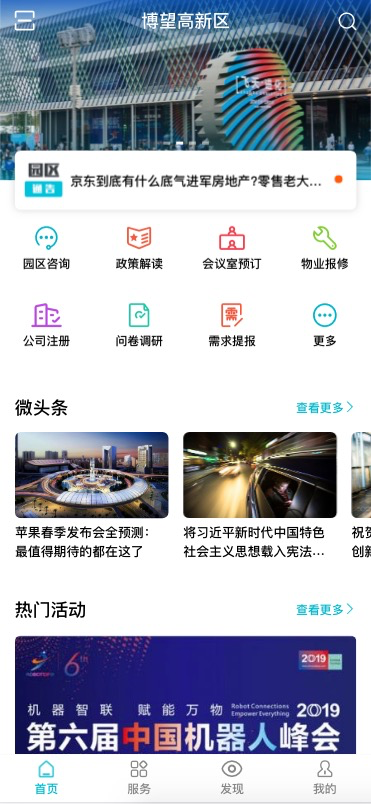 博望高新区
飞天园区
园区
通告
京东到底有什么底气进军房地产?零售老大...
园区咨询
政策解读
会议室预订
物业报修
公司注册
问卷调研
需
需求提报
更多
微头条
查看更多
苹果春季发布会全预测：
最值得期待的都在这了
将习近平新时代中国特色
社会主义思想载入宪法...
祝贺
创新
热门活动
查看更多
6TH
2019
机器智联 赋能万物 Robot Connections Empower Everything 2019
第六届中国机器人峰会
首页
服务
发现
我的